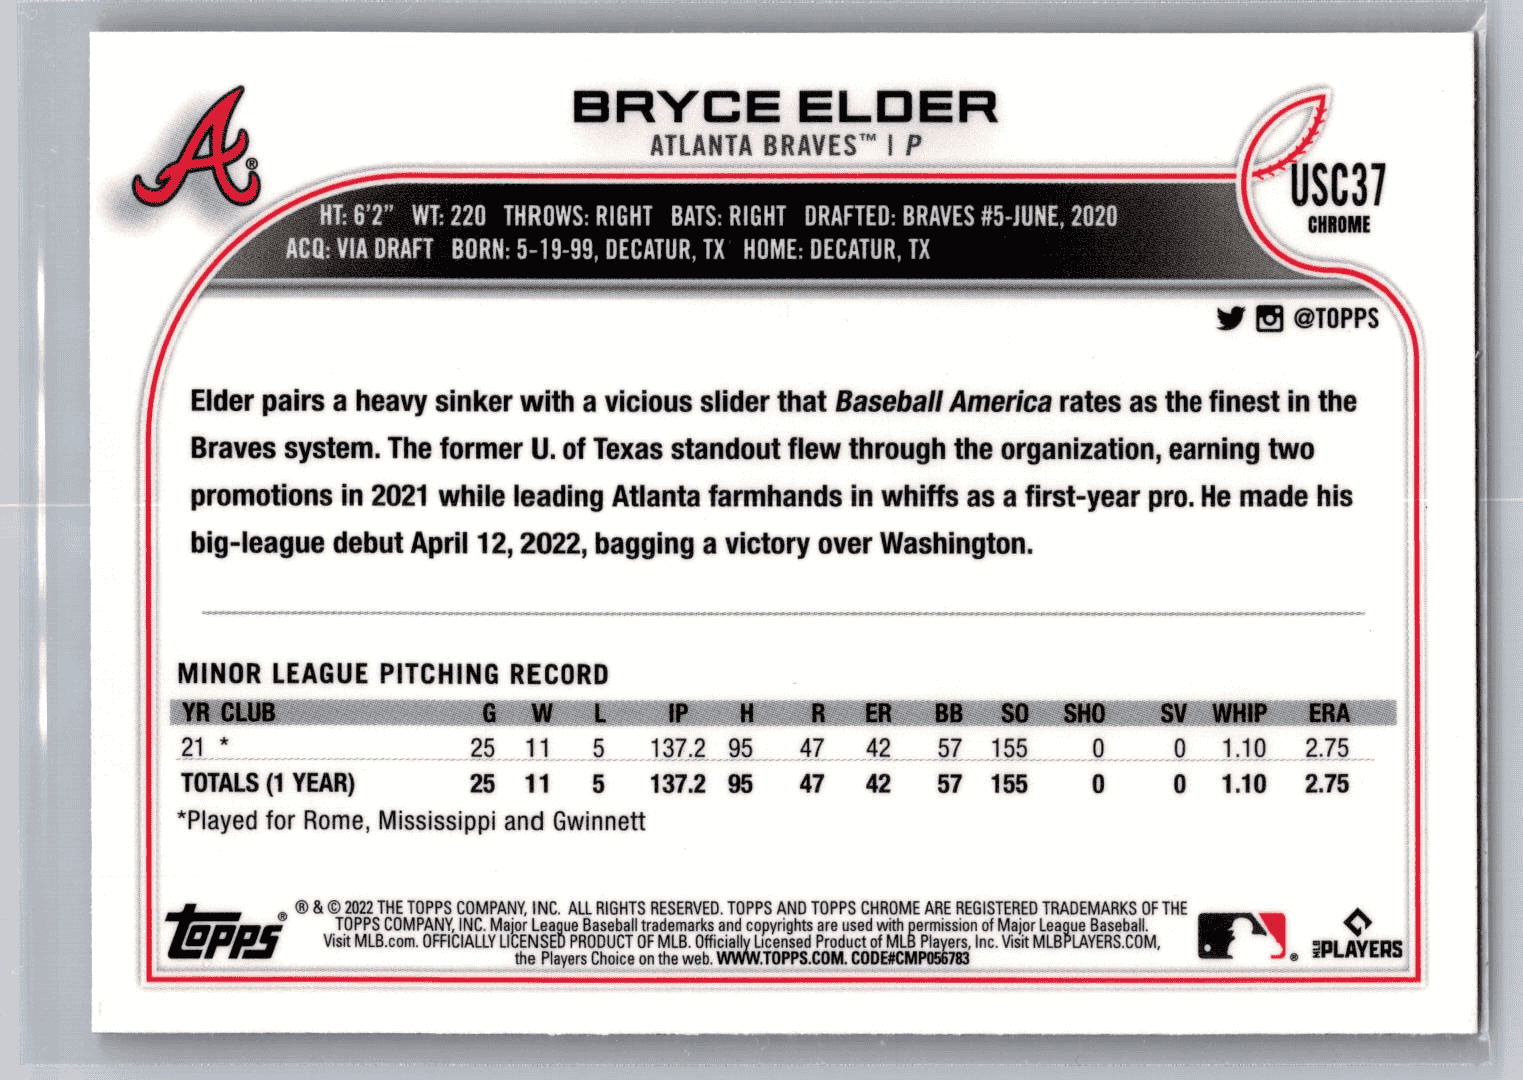 BRYCE ELDER
ATLANTA BRAVES™ | P
USC37
CHROME
HT: 6'2" WT: 220 THROWS: RIGHT BATS: RIGHT DRAFTED: BRAVES #5-JUNE, 2020
ACQ: VIA DRAFT BORN: 5-19-99, DECATUR, TX HOME: DECATUR, TX
@TOPPS
Elder pairs a heavy sinker with a vicious slider that Baseball America rates as the finest in the
Braves system. The former U. of Texas standout flew through the organization, earning two
promotions in 2021 while leading Atlanta farmhands in whiffs as a first-year pro. He made his
big-league debut April 12, 2022, bagging a victory over Washington.
MINOR LEAGUE PITCHING RECORD
YR CLUB G W L IP H R ER BB SO SHO SV WHIP ERA
21 * 25 11 5 137.2 95 47 42 57 155 0 0 1.10 2.75
TOTALS (1 YEAR) 25 11 5 137.2 95 47 42 57 155 0 0 1.10 2.75
*Played for Rome, Mississippi and Gwinnett
A®
Topps®
® & © 2022 THE TOPPS COMPANY, INC. ALL RIGHTS RESERVED. TOPPS AND TOPPS CHROME ARE REGISTERED TRADEMARKS OF THE
TOPPS COMPANY, INC. Major League Baseball trademarks and copyrights are used with permission of Major League Baseball.
Visit MLB.com. OFFICIALLY LICENSED PRODUCT OF MLB. Officially Licensed Product of MLB Players, Inc. Visit MLBPLAYERS.COM,
the Players Choice on the web. WWW.TOPPS.COM. CODE#CMP056783
®
MLB PLAYERS